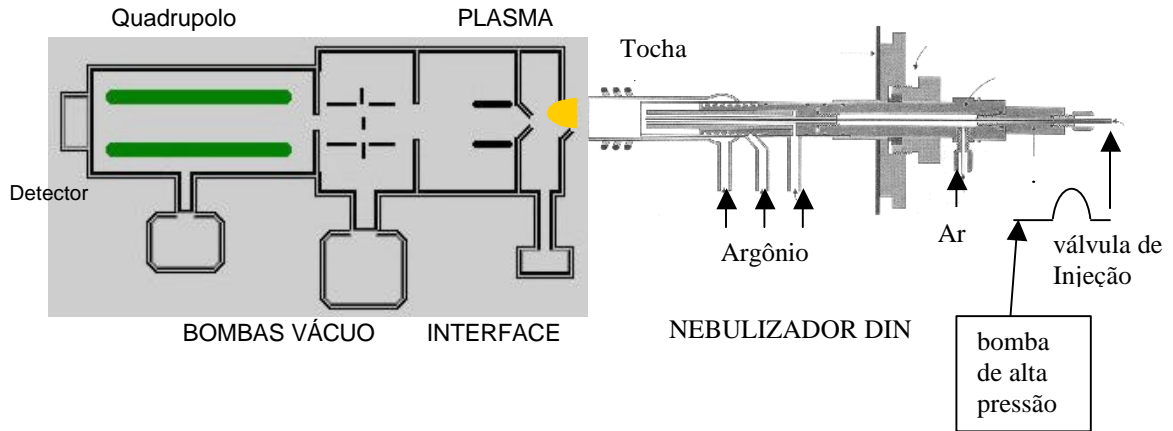 Quadrupolo
PLASMA
Tocha
Detector
Argônio
Ar
válvula de
Injeção
BOMBAS VÁCUO
INTERFACE
NEBULIZADOR DIN
bomba
de alta
pressão